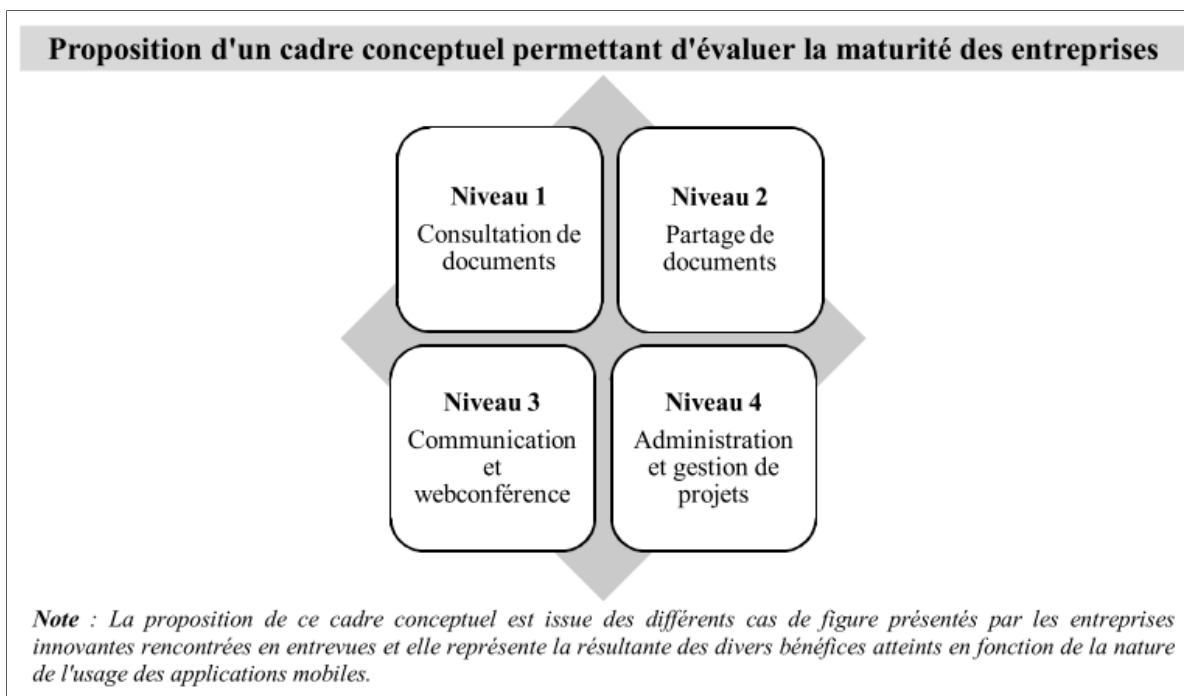 Proposition d'un cadre conceptuel permettant d'évaluer la maturité des entreprises
Niveau 1
Consultation de
documents
Niveau 2
Partage de
documents
Niveau 3
Communication
et
webconférence
Niveau 4
Administration
et gestion de
projets
Note : La proposition de ce cadre conceptuel est issue des différents cas de figure présentés par les entreprises
innovantes rencontrées en entrevues et elle représente la résultante des divers bénéfices atteints en fonction de la nature
de l'usage des applications mobiles.